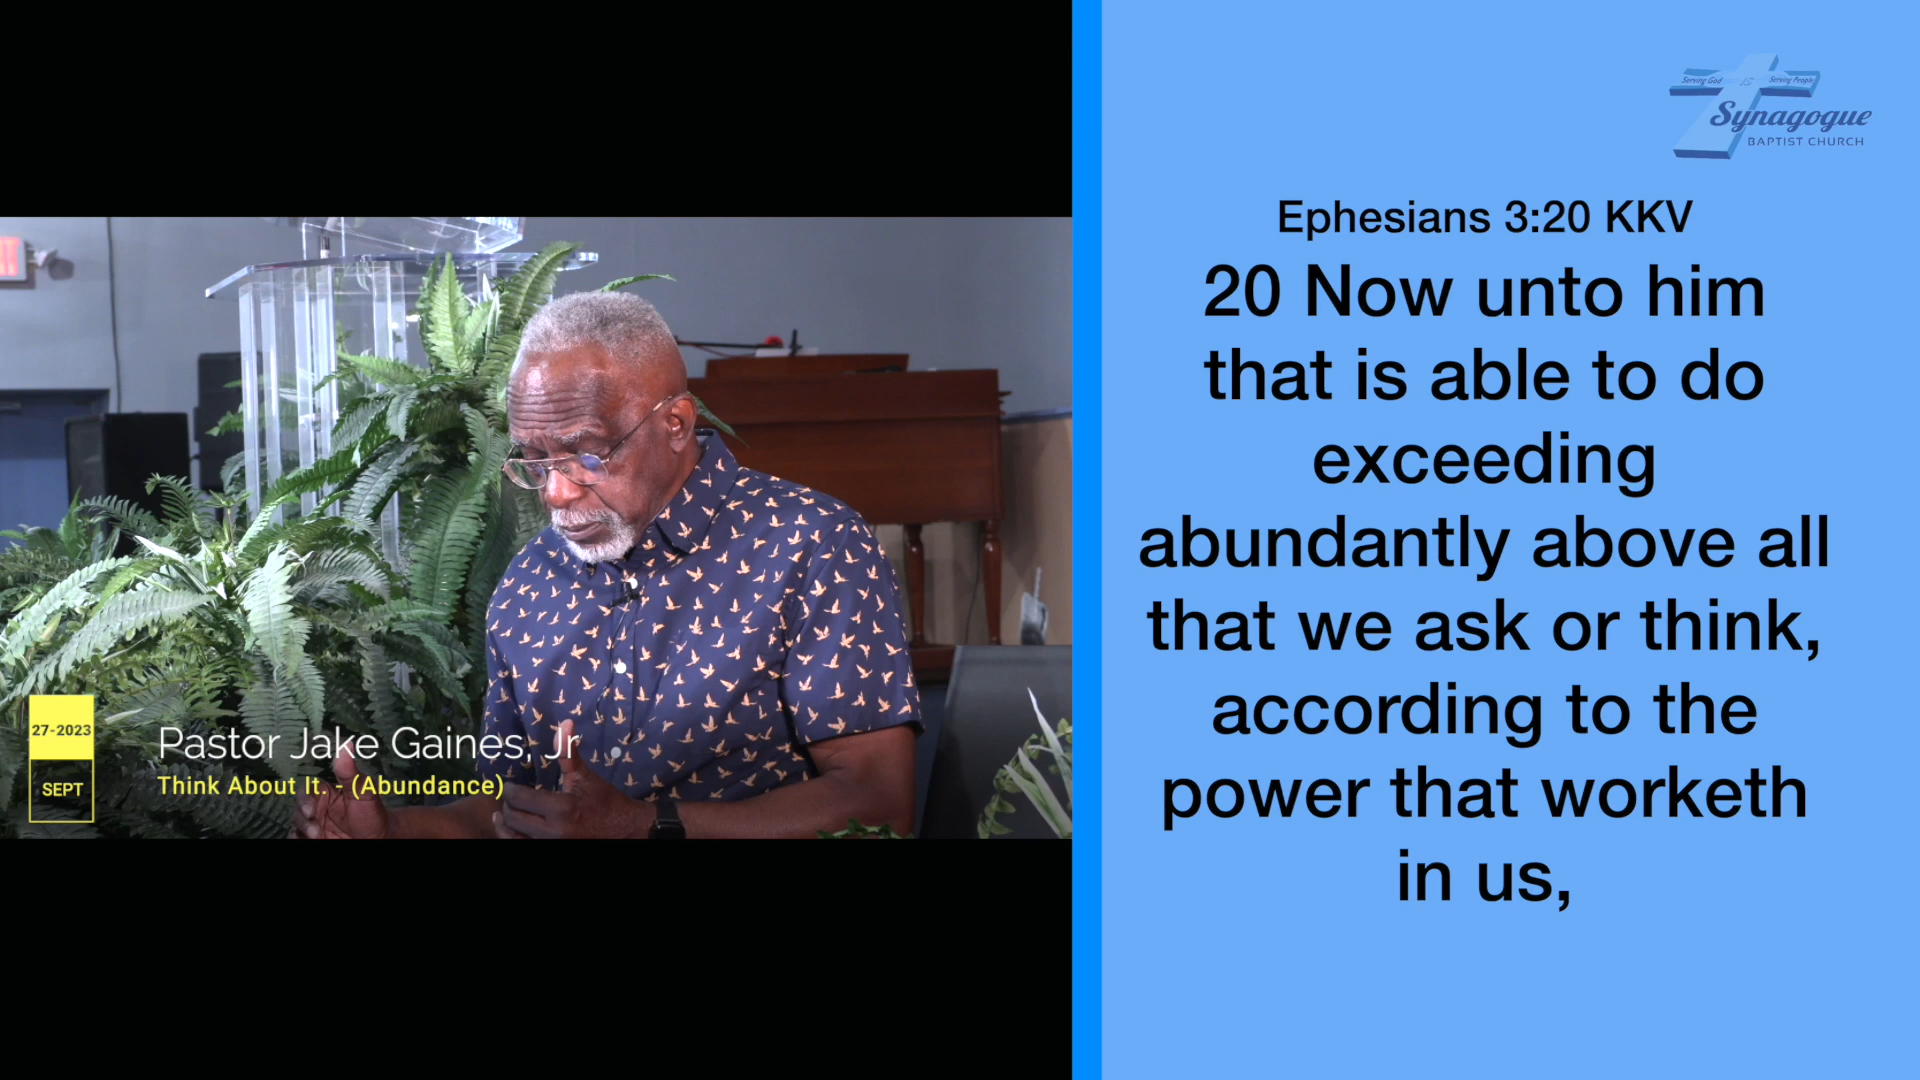 27-2023
SEPT
Pastor Jake Gaines, Jr
Think About It. - (Abundance)
Serving God IS Serving People
Synagogue
BAPTIST CHURCH
Ephesians 3:20 KKV
20 Now unto him
that is able to do
exceeding
abundantly above all
that we ask or think,
according to the
power that worketh
in us,